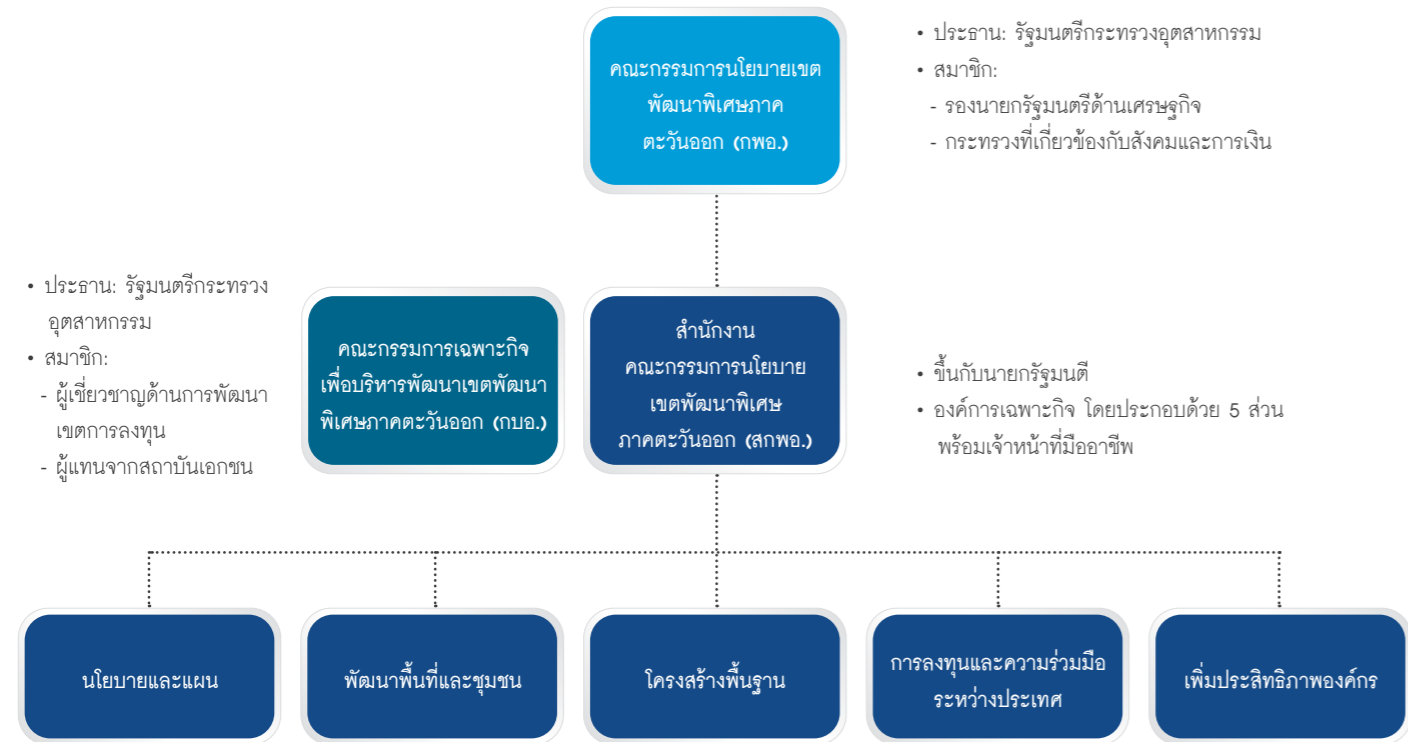 คณะกรรมการนโยบายเขต
พัฒนาพิเศษภาค
ตะวันออก (กพอ.)
• ประธาน: รัฐมนตรีกระทรวงอุตสาหกรรม
• สมาชิก:
- รองนายกรัฐมนตรีด้านเศรษฐกิจ
- กระทรวงที่เกี่ยวข้องกับสังคมและการเงิน
• ประธาน: รัฐมนตรีกระทรวง
อุตสาหกรรม
• สมาชิก:
- ผู้เชี่ยวชาญด้านการพัฒนา
เขตการลงทุน
- ผู้แทนจากสถาบันเอกชน
คณะกรรมการเฉพาะกิจ
เพื่อบริหารพัฒนาเขตพัฒนา
พิเศษภาคตะวันออก (กบอ.)
สำนักงาน
คณะกรรมการนโยบาย
เขตพัฒนาพิเศษ
ภาคตะวันออก (สกพอ.)
• ขึ้นกับนายกรัฐมนตี
• องค์การเฉพาะกิจ โดยประกอบด้วย 5 ส่วน
พร้อมเจ้าหน้าที่มืออาชีพ
นโยบายและแผน
พัฒนาพื้นที่และชุมชน
โครงสร้างพื้นฐาน
การลงทุนและความร่วมมือ
ระหว่างประเทศ
เพิ่มประสิทธิภาพองค์กร